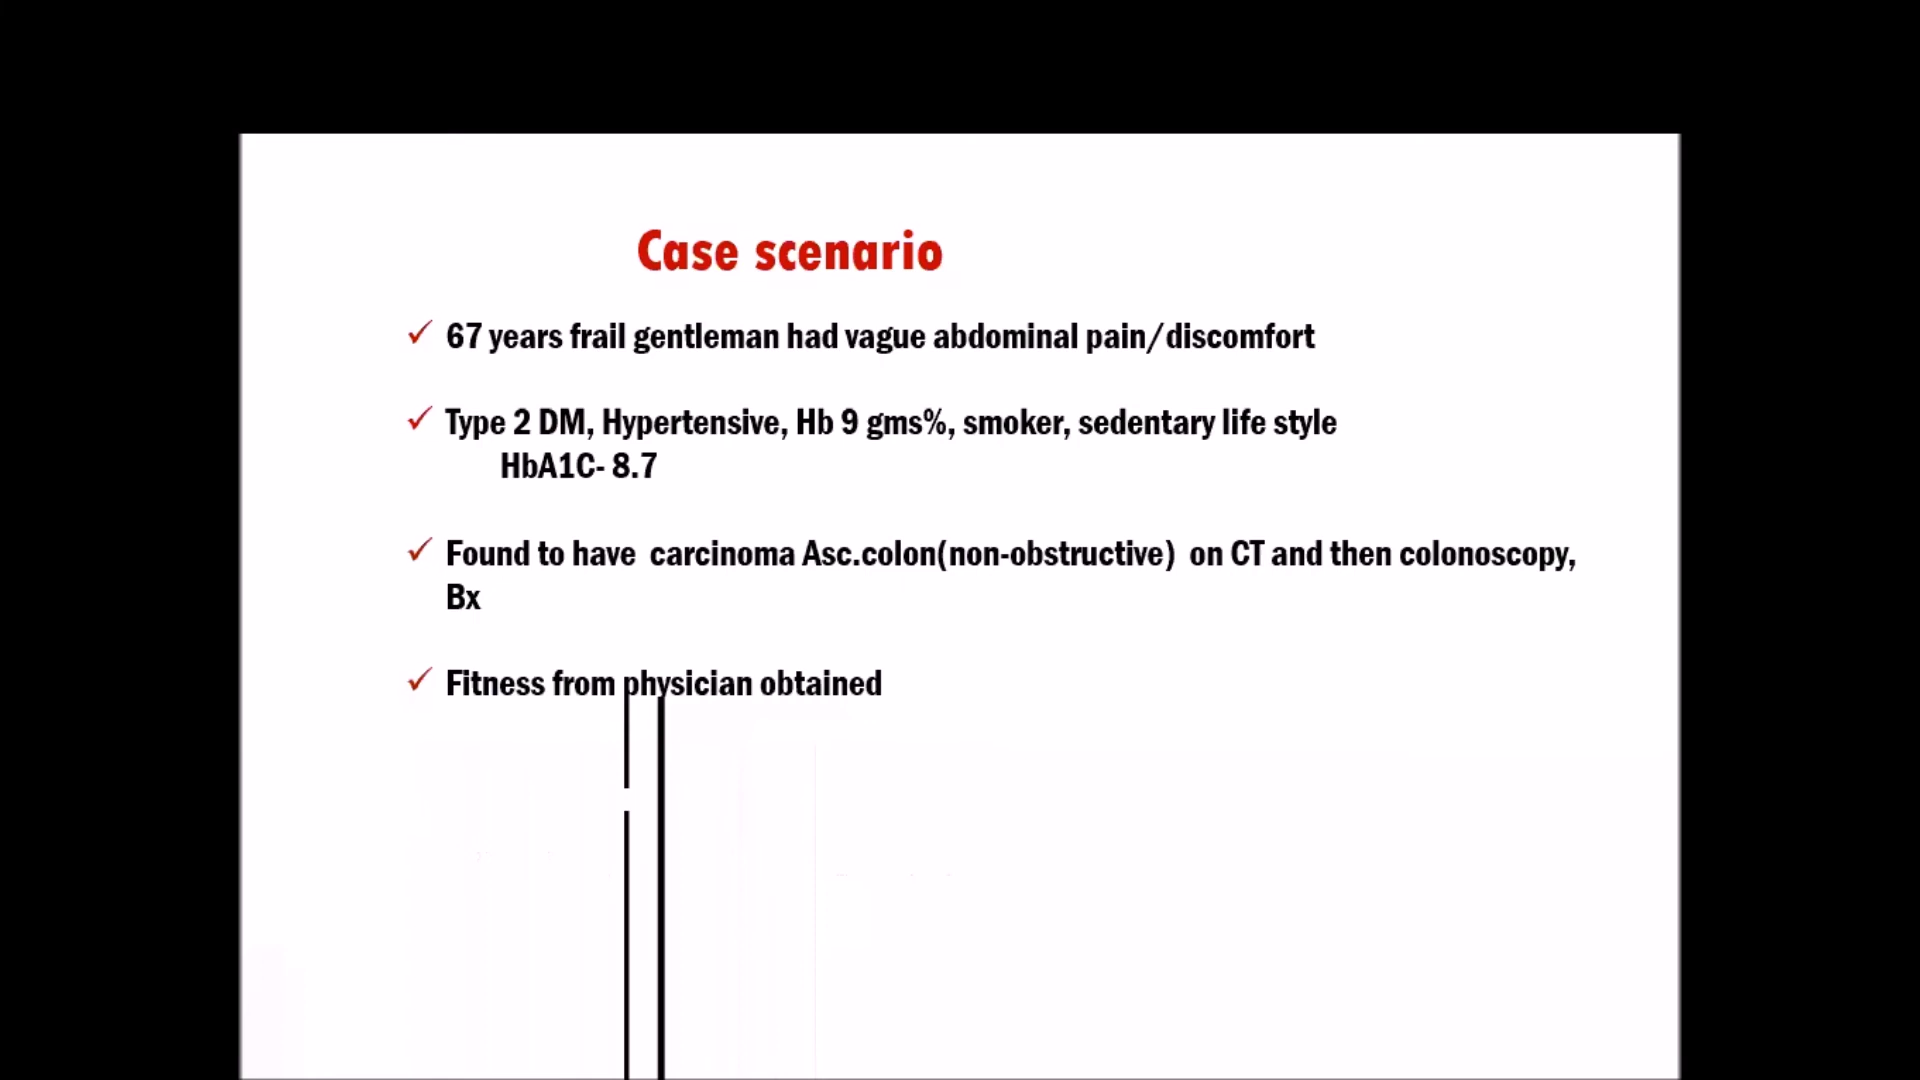 Case scenario
✓ 67 years frail gentleman had vague abdominal pain/discomfort
✓ Type 2 DM, Hypertensive, Hb 9 gms%, smoker, sedentary life style
HbA1C- 8.7
✓ Found to have carcinoma Asc.colon(non-obstructive) on CT and then colonoscopy,
Bx
✓ Fitness from physician obtained